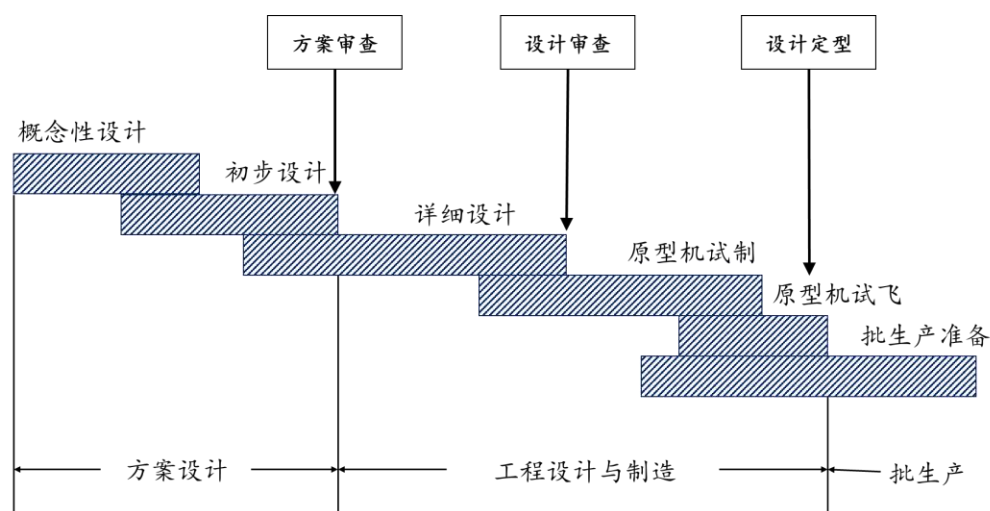 方案审查
设计审查
设计定型
概念性设计
初步设计
详细设计
原型机试制
原型机试飞
批生产准备
方案设计
工程设计与制造
批生产